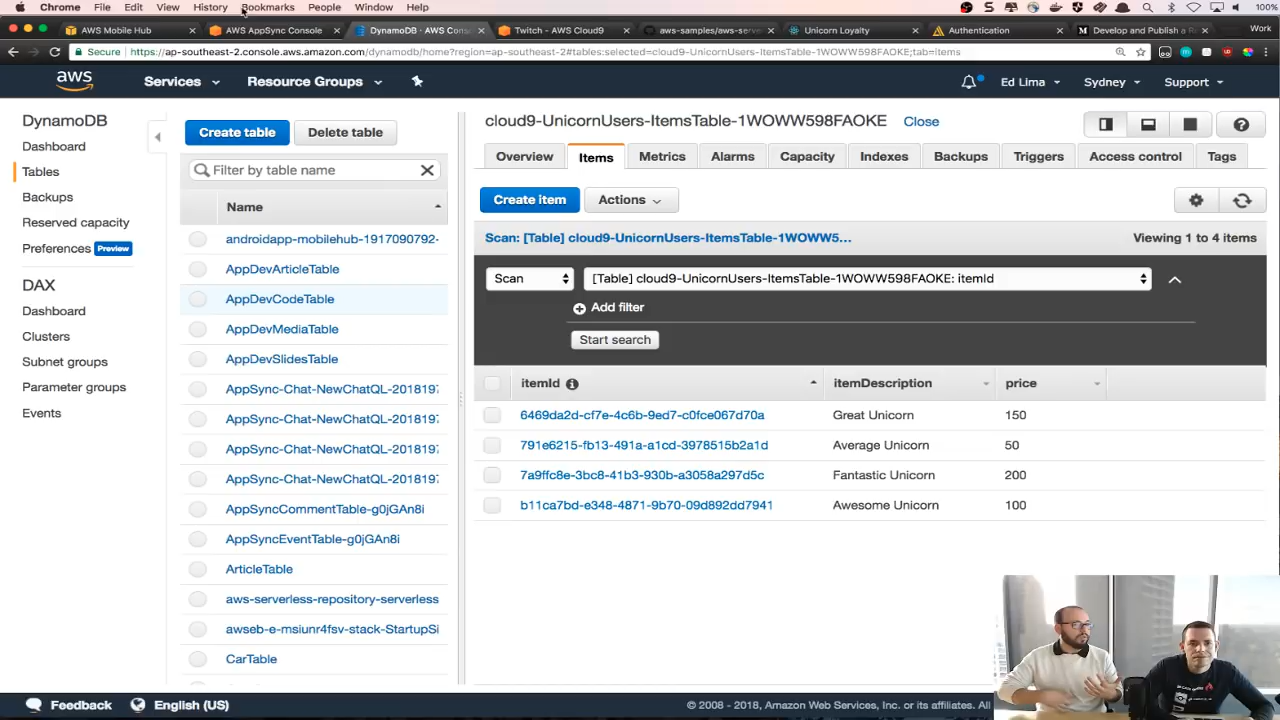 Chrome File Edit View History Bookmarks People Window Help 100%
AWS Mobile Hub AWS AppSync Console DynamoDB · AWS Cons Twitch - AWS Cloud9 aws-samples/aws-serv Unicorn Loyalty Authentication Develop and Publish a R Work
Secure https://ap-southeast-2.console.aws.amazon.com/dynamodb/home?region=ap-southeast-2#tables:selected=cloud9-UnicornUsers-ItemsTable-1WOWW598FAOKE;tab=items
aws Services Resource Groups Ed Lima Sydney Support
DynamoDB
Dashboard
Tables
Backups
Reserved capacity
Preferences Preview
DAX
Dashboard
Clusters
Subnet groups
Parameter groups
Events
Create table Delete table
Filter by table name
Name
androidapp-mobilehub-1917090792-
AppDevArticleTable
AppDevCodeTable
AppDevMediaTable
AppDevSlidesTable
AppSync-Chat-NewChatQL-2018197
AppSync-Chat-NewChatQL-2018197
AppSync-Chat-NewChatQL-2018197
AppSync-Chat-NewChatQL-2018197
AppSyncCommentTable-g0jGAn8i
AppSyncEventTable-g0jGAn8i
ArticleTable
aws-serverless-repository-serverless
awseb-e-msiunr4fsv-stack-StartupSi
CarTable
cloud9-UnicornUsers-ItemsTable-1WOWW598FAOKE Close
Overview Items Metrics Alarms Capacity Indexes Backups Triggers Access control Tags
Create item Actions
Scan: [Table] cloud9-UnicornUsers-ItemsTable-1WOWW5... Viewing 1 to 4 items
Scan [Table] cloud9-UnicornUsers-ItemsTable-1WOWW598FAOKE: itemId
Add filter
Start search
itemId itemDescription price
6469da2d-cf7e-4c6b-9ed7-c0fce067d70a Great Unicorn 150
791e6215-fb13-491a-a1cd-3978515b2a1d Average Unicorn 50
7a9ffc8e-3bc8-41b3-930b-a3058a297d5c Fantastic Unicorn 200
b11ca7bd-e348-4871-9b70-09d892dd7941 Awesome Unicorn 100
Feedback English (US) © 2008 - 2018, Amazon Web Services, Inc. or its affiliates. All